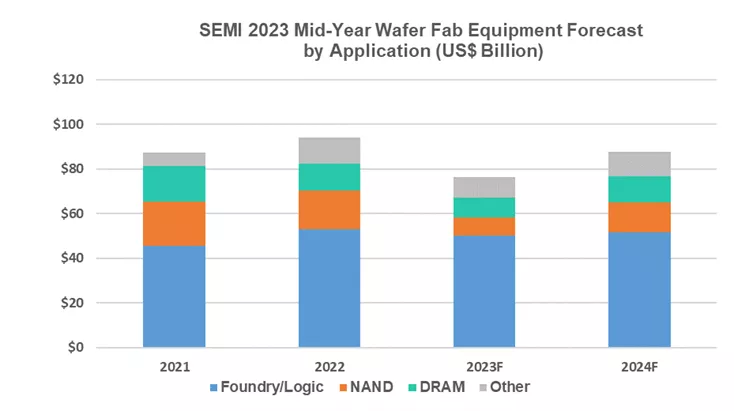 SEMI 2023 Mid-Year Wafer Fab Equipment Forecast
by Application (US$ Billion)
$120
$100
$80
$60
$40
$20
$0
2021 2022 2023F 2024F
Foundry/Logic NAND DRAM Other